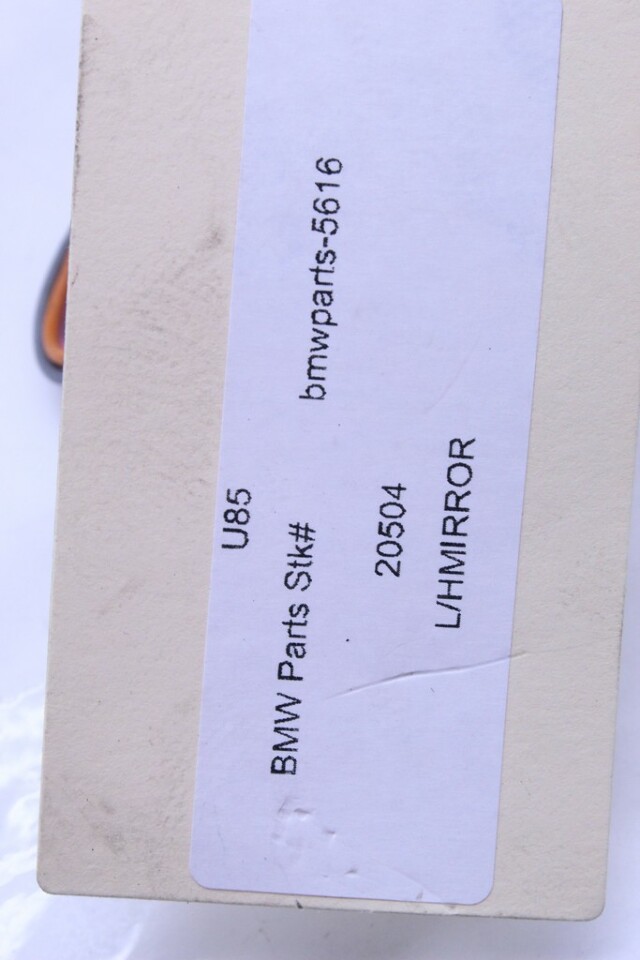 U85
BMW Parts Stk# bmwparts-5616
20504
L/HMIRROR